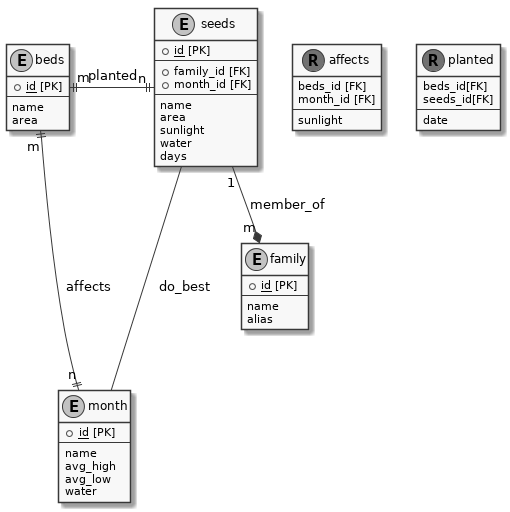 E beds
id [PK]
name
area
m
planted
n
m
E seeds
id [PK]
family_id [FK]
month_id [FK]
name
area
sunlight
water
days
R affects
beds_id [FK]
month_id [FK]
sunlight
R planted
beds_id[FK]
seeds_id[FK]
date
1
member_of
m
E family
id [PK]
name
alias
affects
do_best
n
E month
id [PK]
name
avg_high
avg_low
water